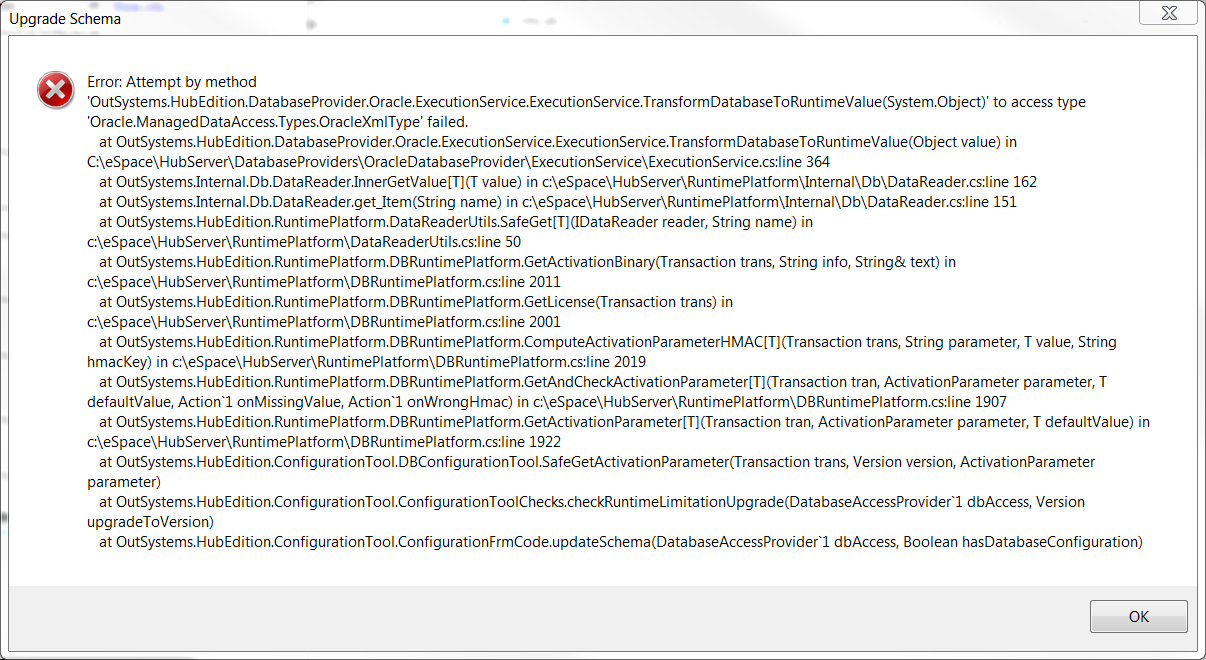 Upgrade Schema
Error: Attempt by method
'OutSystems.HubEdition.DatabaseProvider.Oracle.ExecutionService.ExecutionService.TransformDatabaseToRuntimeValue(System.Object)' to access type
'Oracle.ManagedDataAccess.Types.OracleXmlType' failed.
at OutSystems.HubEdition.DatabaseProvider.Oracle.ExecutionService.ExecutionService.TransformDatabaseToRuntimeValue(Object value) in
C:\eSpace\HubServer\DatabaseProviders\OracleDatabaseProvider\ExecutionService\ExecutionService.cs:line 364
at OutSystems.Internal.Db.DataReader.InnerGetValue[T](T value) in c:\eSpace\HubServer\RuntimePlatform\Internal\Db\DataReader.cs:line 162
at OutSystems.Internal.Db.DataReader.get_Item(String name) in c:\eSpace\HubServer\RuntimePlatform\Internal\Db\DataReader.cs:line 151
at OutSystems.HubEdition.RuntimePlatform.DataReaderUtils.SafeGet[T](IDataReader reader, String name) in
c:\eSpace\HubServer\RuntimePlatform\DataReaderUtils.cs:line 50
at OutSystems.HubEdition.RuntimePlatform.DBRuntimePlatform.GetActivationBinary(Transaction trans, String info, String& text) in
c:\eSpace\HubServer\RuntimePlatform\DBRuntimePlatform.cs:line 2011
at OutSystems.HubEdition.RuntimePlatform.DBRuntimePlatform.GetLicense(Transaction trans) in
c:\eSpace\HubServer\RuntimePlatform\DBRuntimePlatform.cs:line 2001
at OutSystems.HubEdition.RuntimePlatform.DBRuntimePlatform.ComputeActivationParameterHMAC[T](Transaction trans, String parameter, T value, String
hmacKey) in c:\eSpace\HubServer\RuntimePlatform\DBRuntimePlatform.cs:line 2019
at OutSystems.HubEdition.RuntimePlatform.DBRuntimePlatform.GetAndCheckActivationParameter[T](Transaction tran, ActivationParameter parameter, T
defaultValue, Action`1 onMissingValue, Action`1 onWrongHmac) in c:\eSpace\HubServer\RuntimePlatform\DBRuntimePlatform.cs:line 1907
at OutSystems.HubEdition.RuntimePlatform.DBRuntimePlatform.GetActivationParameter[T](Transaction tran, ActivationParameter parameter, T defaultValue) in
c:\eSpace\HubServer\RuntimePlatform\DBRuntimePlatform.cs:line 1922
at OutSystems.HubEdition.ConfigurationTool.DBConfigurationTool.SafeGetActivationParameter(Transaction trans, Version version, ActivationParameter
parameter)
at OutSystems.HubEdition.ConfigurationTool.ConfigurationToolChecks.checkRuntimeLimitationUpgrade(DatabaseAccessProvider`1 dbAccess, Version
upgradeToVersion)
at OutSystems.HubEdition.ConfigurationTool.ConfigurationFrmCode.updateSchema(DatabaseAccessProvider`1 dbAccess, Boolean hasDatabaseConfiguration)
OK